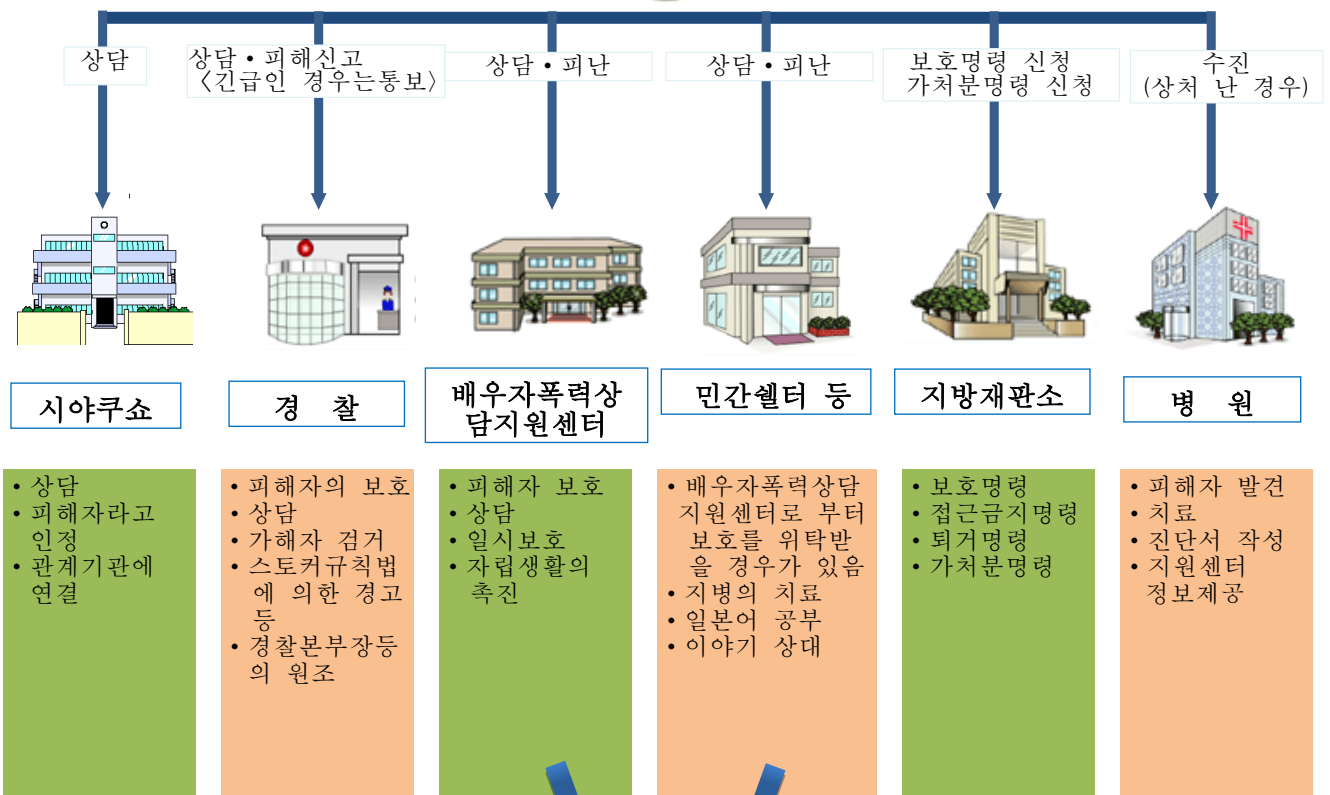 상담
상담•피해신고
〈긴급인 경우는통보〉
상담•피난
상담•피난
보호명령 신청
가처분명령 신청
수진
(상처 난 경우)
시야쿠쇼
경 찰
배우자폭력상
담지원센터
민간쉘터 등
지방재판소
병 원
• 상담
• 피해자라고
인정
• 관계기관에
연결
• 피해자의 보호
• 상담
• 가해자 검거
• 스토커규칙법
에 의한 경고
등
• 경찰본부장등
의 원조
• 피해자 보호
• 상담
• 일시보호
• 자립생활의
촉진
• 배우자폭력상담
지원센터로 부터
보호를 위탁받
을 경우가 있음
• 지병의 치료
• 일본어 공부
• 이야기 상대
• 보호명령
• 접근금지명령
• 퇴거명령
• 가처분명령
• 피해자 발견
• 치료
• 진단서 작성
• 지원센터
정보제공